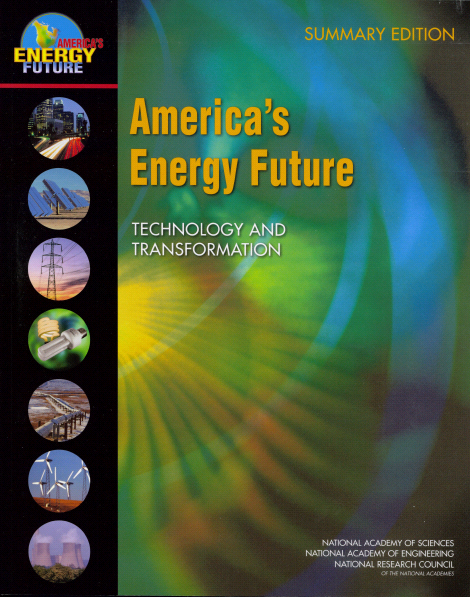 AMERICA'S
ENERGY
FUTURE
SUMMARY EDITION
America's
Energy Future
TECHNOLOGY AND
TRANSFORMATION
NATIONAL ACADEMY OF SCIENCES
NATIONAL ACADEMY OF ENGINEERING
NATIONAL RESEARCH COUNCIL
OF THE NATIONAL ACADEMIES